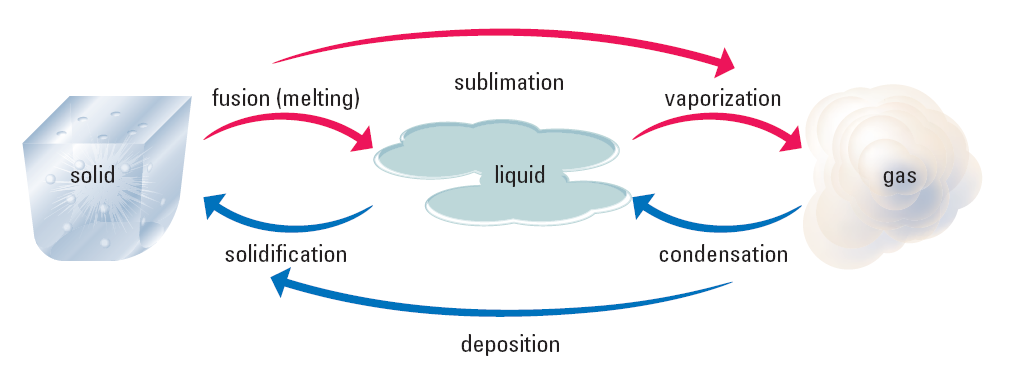 sublimation
fusion (melting)
vaporization
solid
liquid
gas
solidification
condensation
deposition